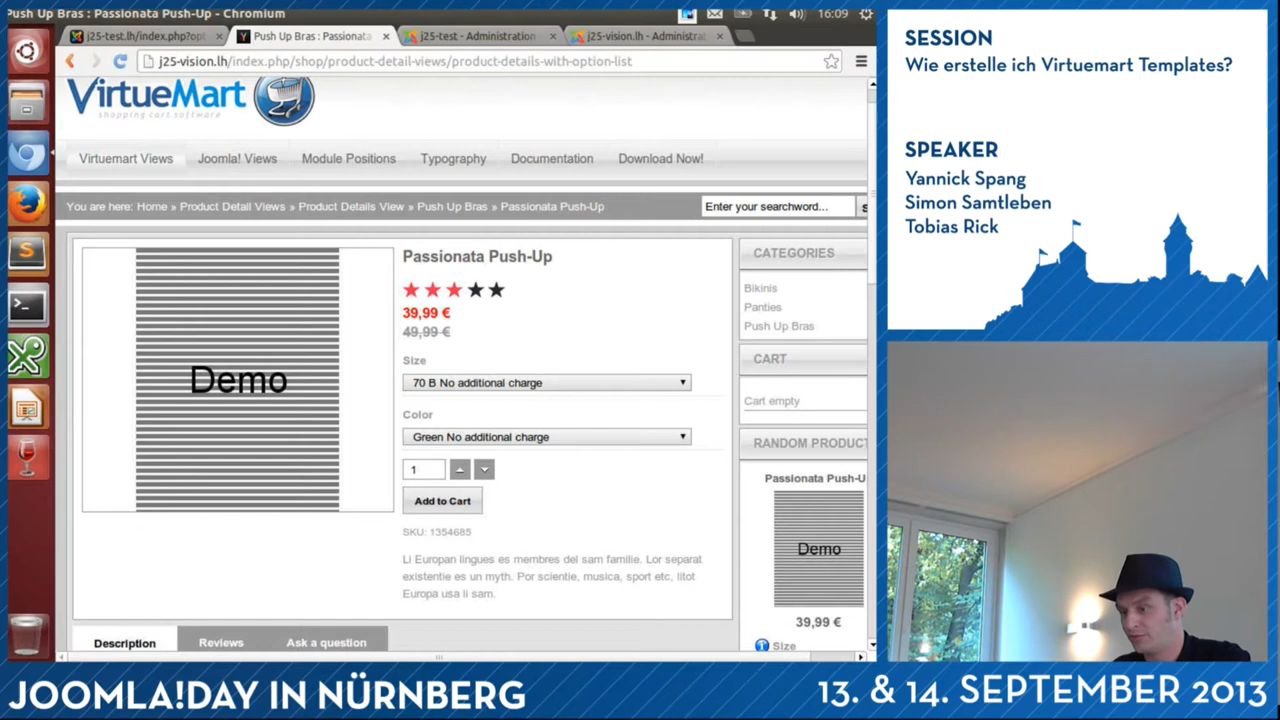 Push Up Bras : Passionata Push-Up - Chromium
16:09
j25-test.lh/index.php?opt
Push Up Bras : Passionata
j25-test - Administration
j25-vision.lh - Administra
j25-vision.lh/index.php/shop/product-detail-views/product-details-with-option-list
VirtueMart
shopping cart software
Virtuemart Views
Joomla! Views
Module Positions
Typography
Documentation
Download Now!
You are here: Home » Product Detail Views » Product Details View » Push Up Bras » Passionata Push-Up
Enter your searchword...
Demo
Passionata Push-Up
39,99 €
49,99 €
Size
70 B No additional charge
Color
Green No additional charge
1
Add to Cart
SKU: 1354685
Li Europan lingues es membres del sam familie. Lor separat
existentie es un myth. Por scientie, musica, sport etc, litot
Europa usa li sam.
Description
Reviews
Ask a question
CATEGORIES
Bikinis
Panties
Push Up Bras
CART
Cart empty
RANDOM PRODUCT
Passionata Push-U
Demo
39,99 €
Size
SESSION
Wie erstelle ich Virtuemart Templates?
SPEAKER
Yannick Spang
Simon Samtleben
Tobias Rick
JOOMLA!DAY IN NÜRNBERG
13. & 14. SEPTEMBER 2013